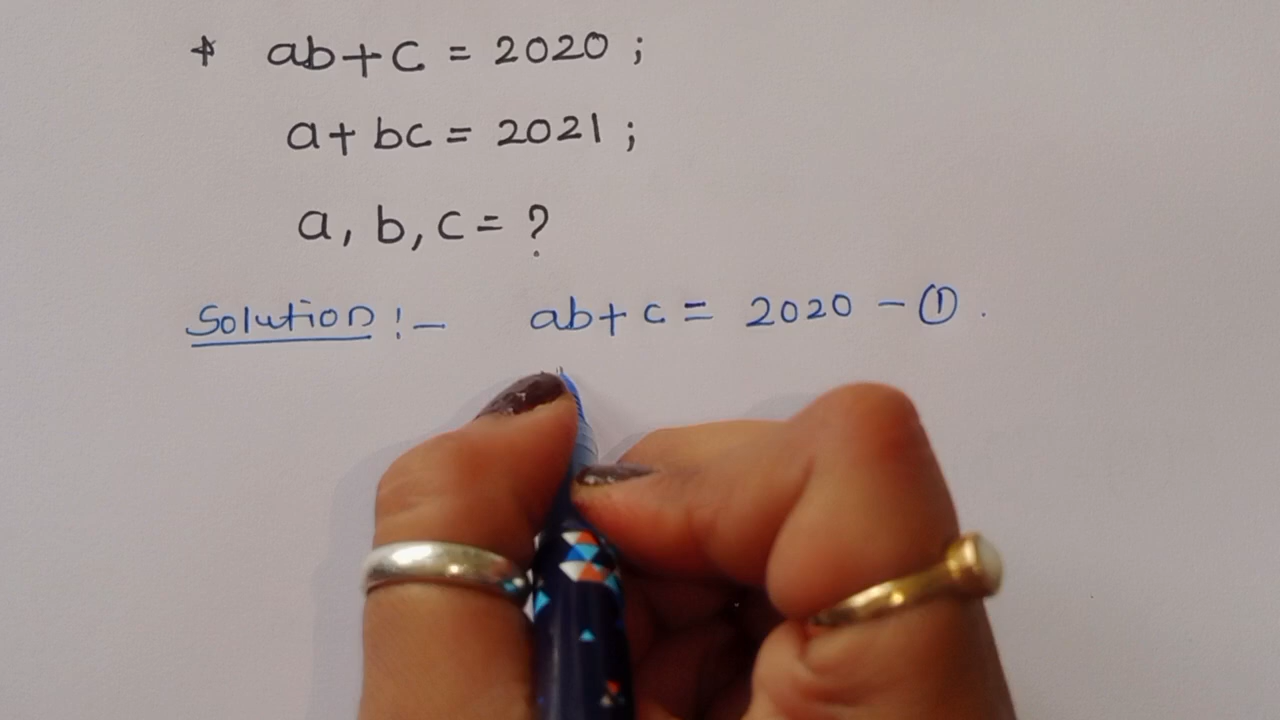 * ab+c = 2020 ;
a+ bc = 2021 ;
a, b, c = ?
Solution :- ab+c = 2020 - ①.